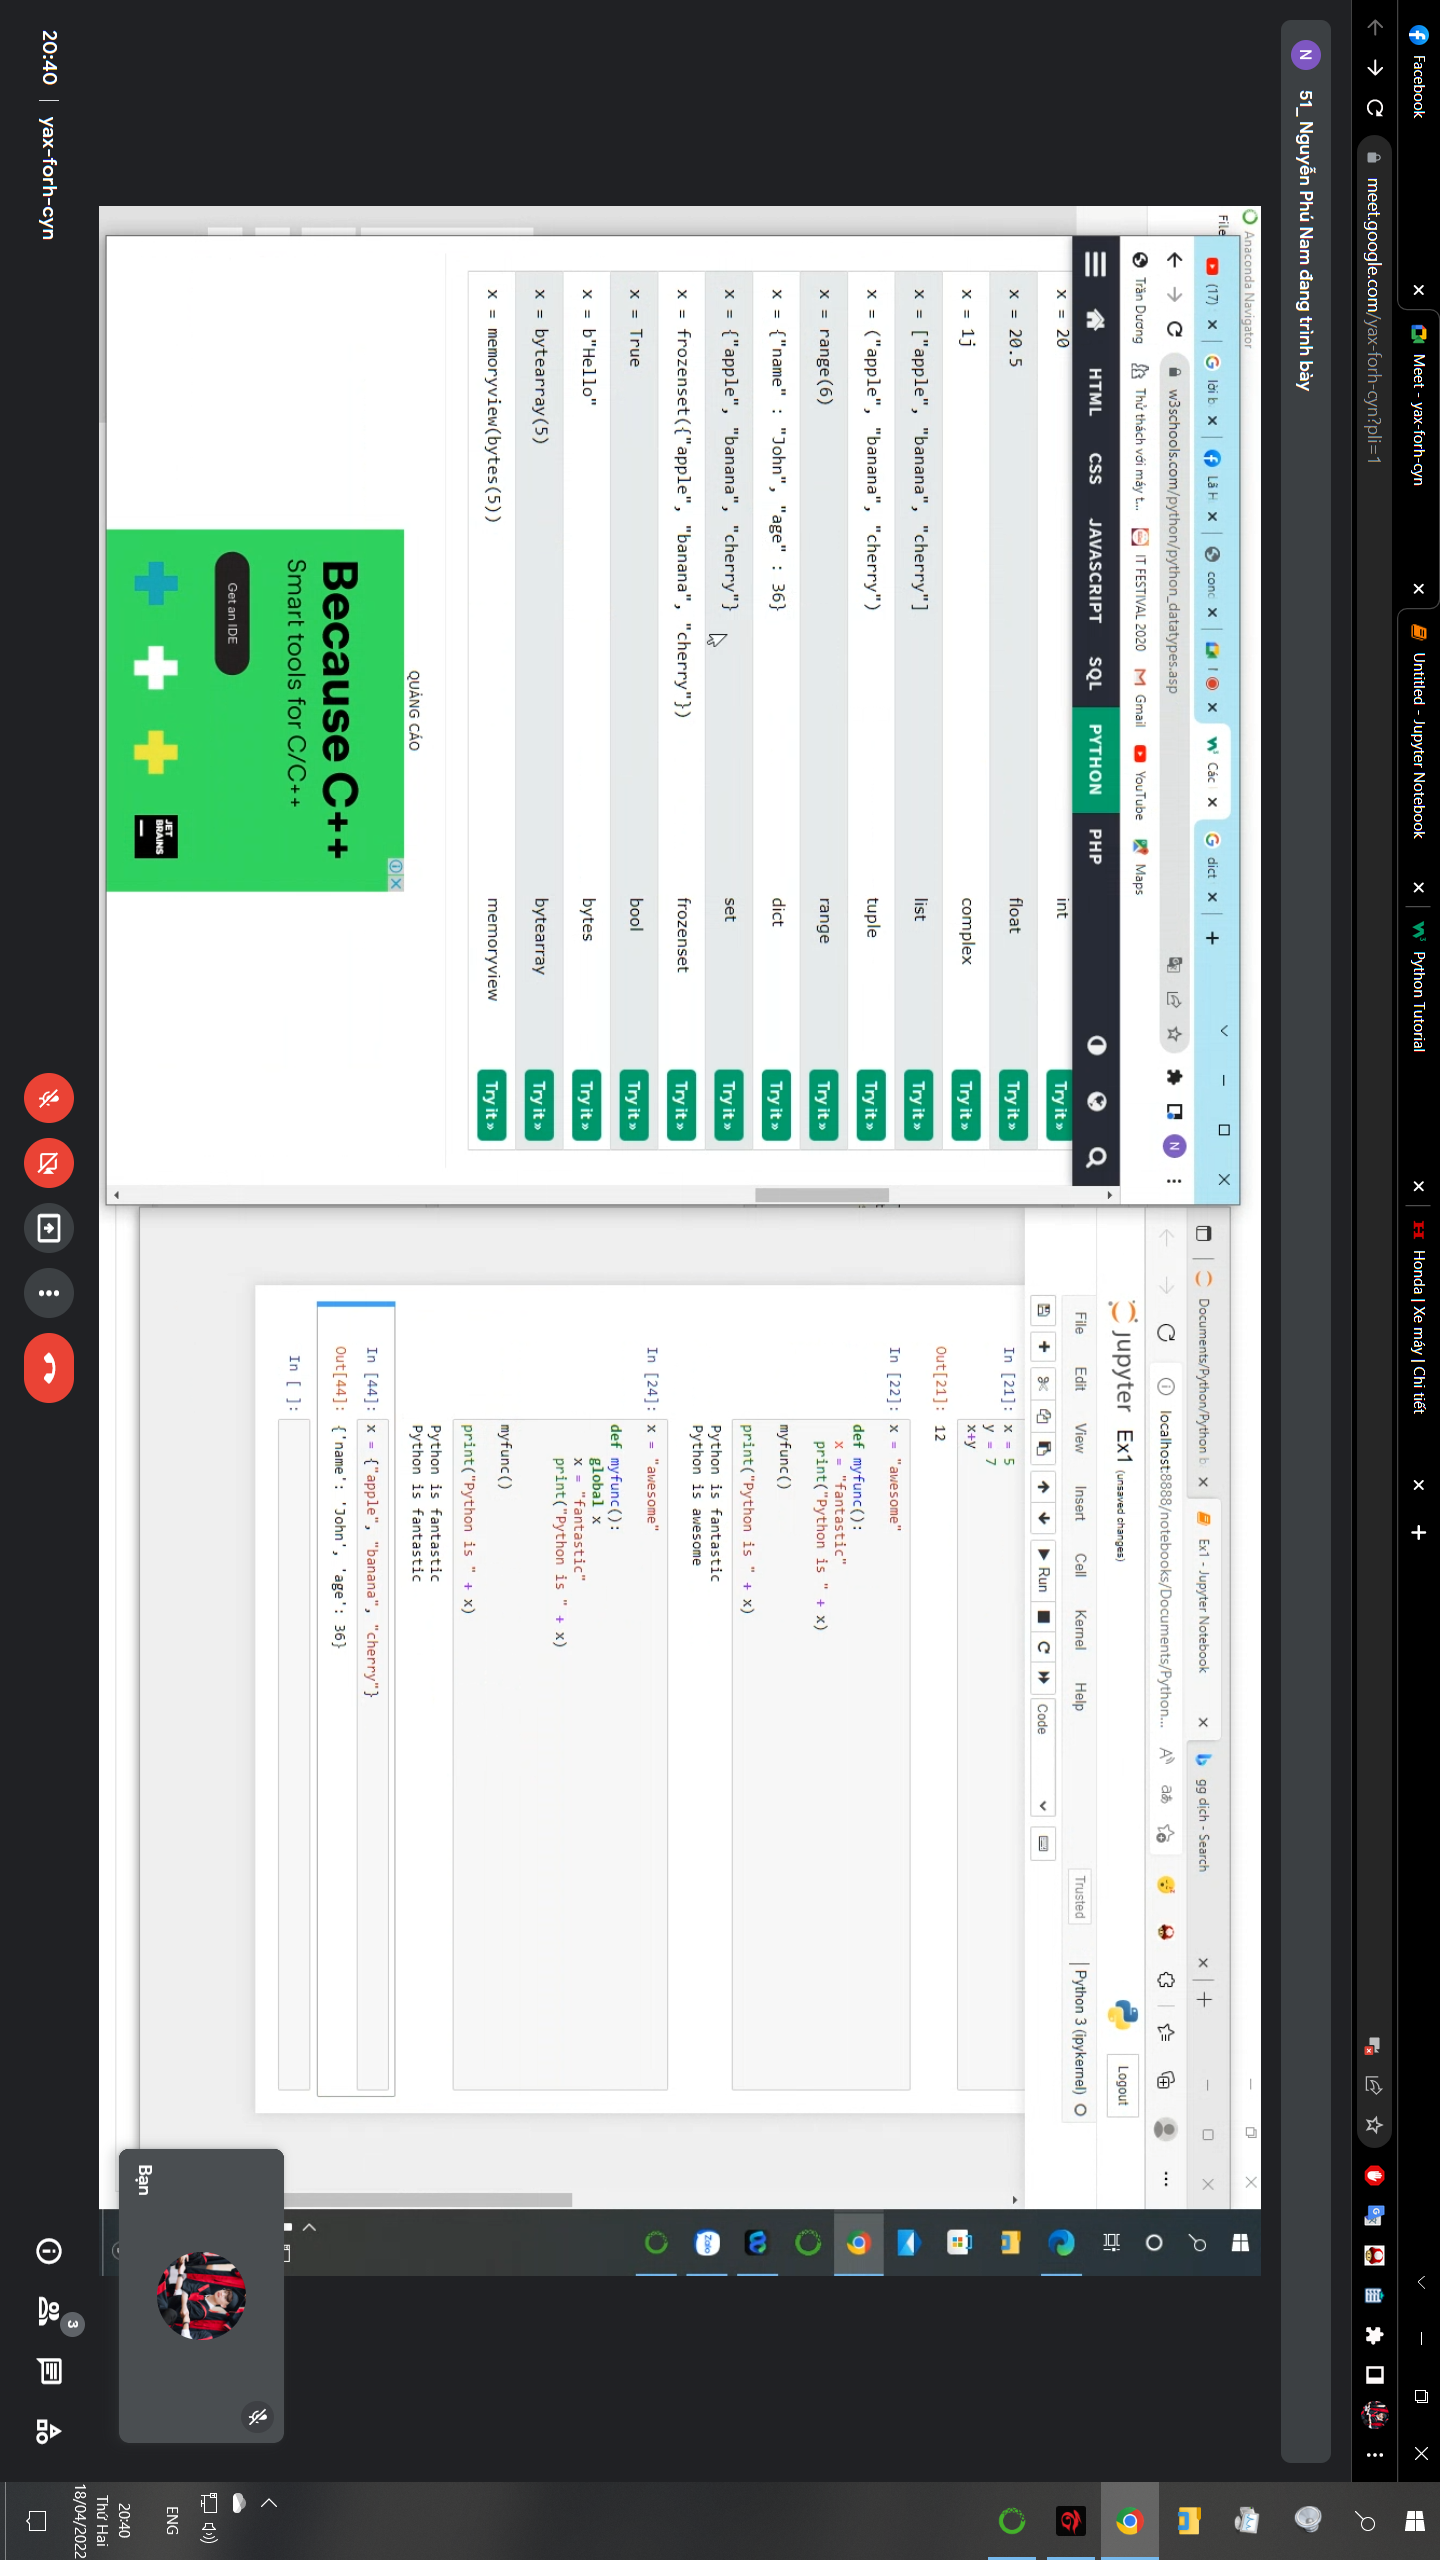 Facebook
Meet - yax-forh-cyn
Untitled - Jupyter Notebook
Python Tutorial
Honda | Xe máy | Chi tiết
meet.google.com/yax-forh-cyn?pli=1
N 51_ Nguyễn Phú Nam đang trình bày
Anaconda Navigator
File
(17)
lời b
Lã H
conc
Các
dict
w3schools.com/python/python_datatypes.asp
N
Trần Dương
Thử thách với máy t...
IT FESTIVAL 2020
Gmail
YouTube
Maps
HTML CSS JAVASCRIPT SQL PYTHON PHP
x = 20 int Try it »
x = 20.5 float Try it »
x = 1j complex Try it »
x = ["apple", "banana", "cherry"] list Try it »
x = ("apple", "banana", "cherry") tuple Try it »
x = range(6) range Try it »
x = {"name" : "John", "age" : 36} dict Try it »
x = {"apple", "banana", "cherry"} set Try it »
x = frozenset({"apple", "banana", "cherry"}) frozenset Try it »
x = True bool Try it »
x = b"Hello" bytes Try it »
x = bytearray(5) bytearray Try it »
x = memoryview(bytes(5)) memoryview Try it »
QUẢNG CÁO
Because C++
Smart tools for C/C++
Get an IDE
JET
BRAINS
Documents/Python/Python b
Ex1 - Jupyter Notebook
gg dịch - Search
localhost:8888/notebooks/Documents/Python...
jupyter Ex1 (unsaved changes)
Logout
File Edit View Insert Cell Kernel Help
Trusted
Python 3 (ipykernel)
Run
Code
In [21]: x = 5
y = 7
x+y
Out[21]: 12
In [22]: x = "awesome"
def myfunc():
x = "fantastic"
print("Python is " + x)
myfunc()
print("Python is " + x)
Python is fantastic
Python is awesome
In [24]: x = "awesome"
def myfunc():
global x
x = "fantastic"
print("Python is " + x)
myfunc()
print("Python is " + x)
Python is fantastic
Python is fantastic
In [44]: x = {"apple", "banana", "cherry"}
Out[44]: {'name': 'John', 'age': 36}
In [ ]:
Zalo
Bạn
20:40 | yax-forh-cyn
3
ENG
20:40
Thứ Hai
18/04/2022